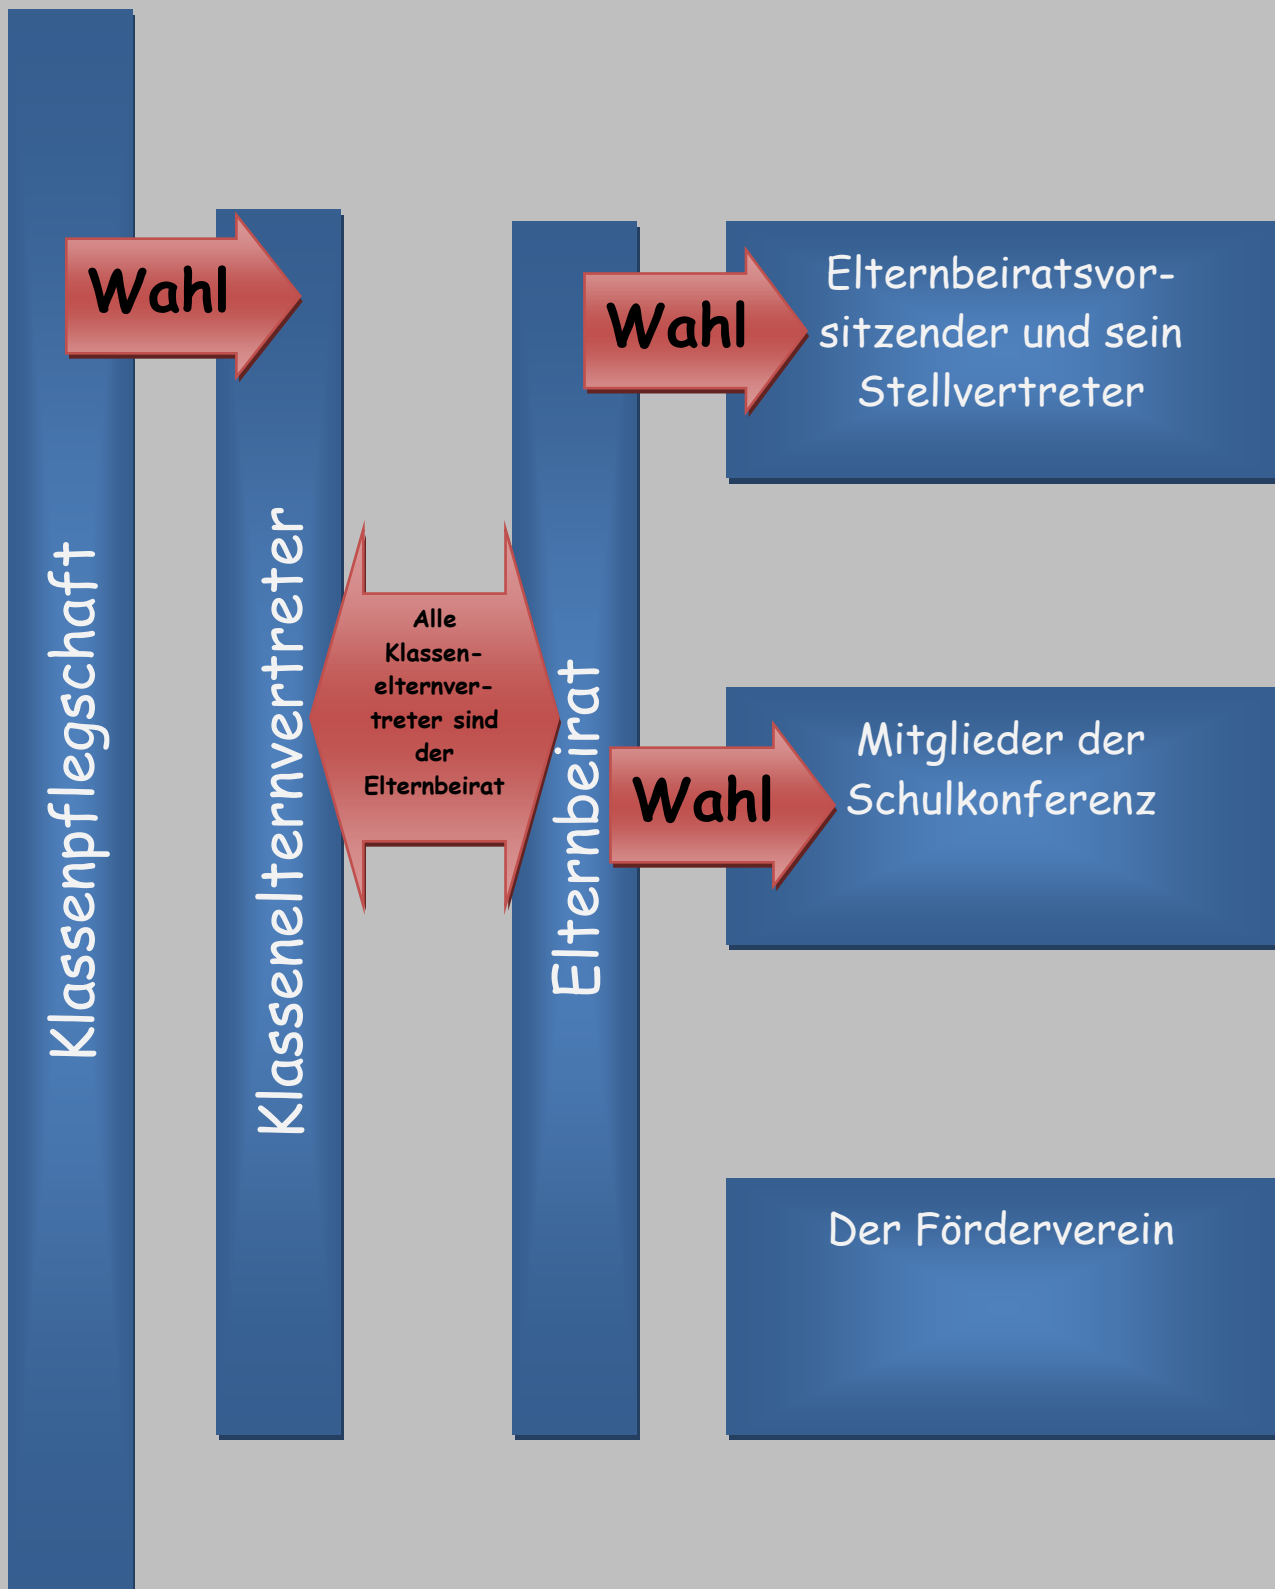 Klassenpflegschaft
Wahl
Klassenelternvertreter
Alle
Klassen-
elternver-
treter sind
der
Elternbeirat
Elternbeirat
Wahl
Elternbeiratsvor-
sitzender und sein
Stellvertreter
Wahl
Mitglieder der
Schulkonferenz
Der Förderverein